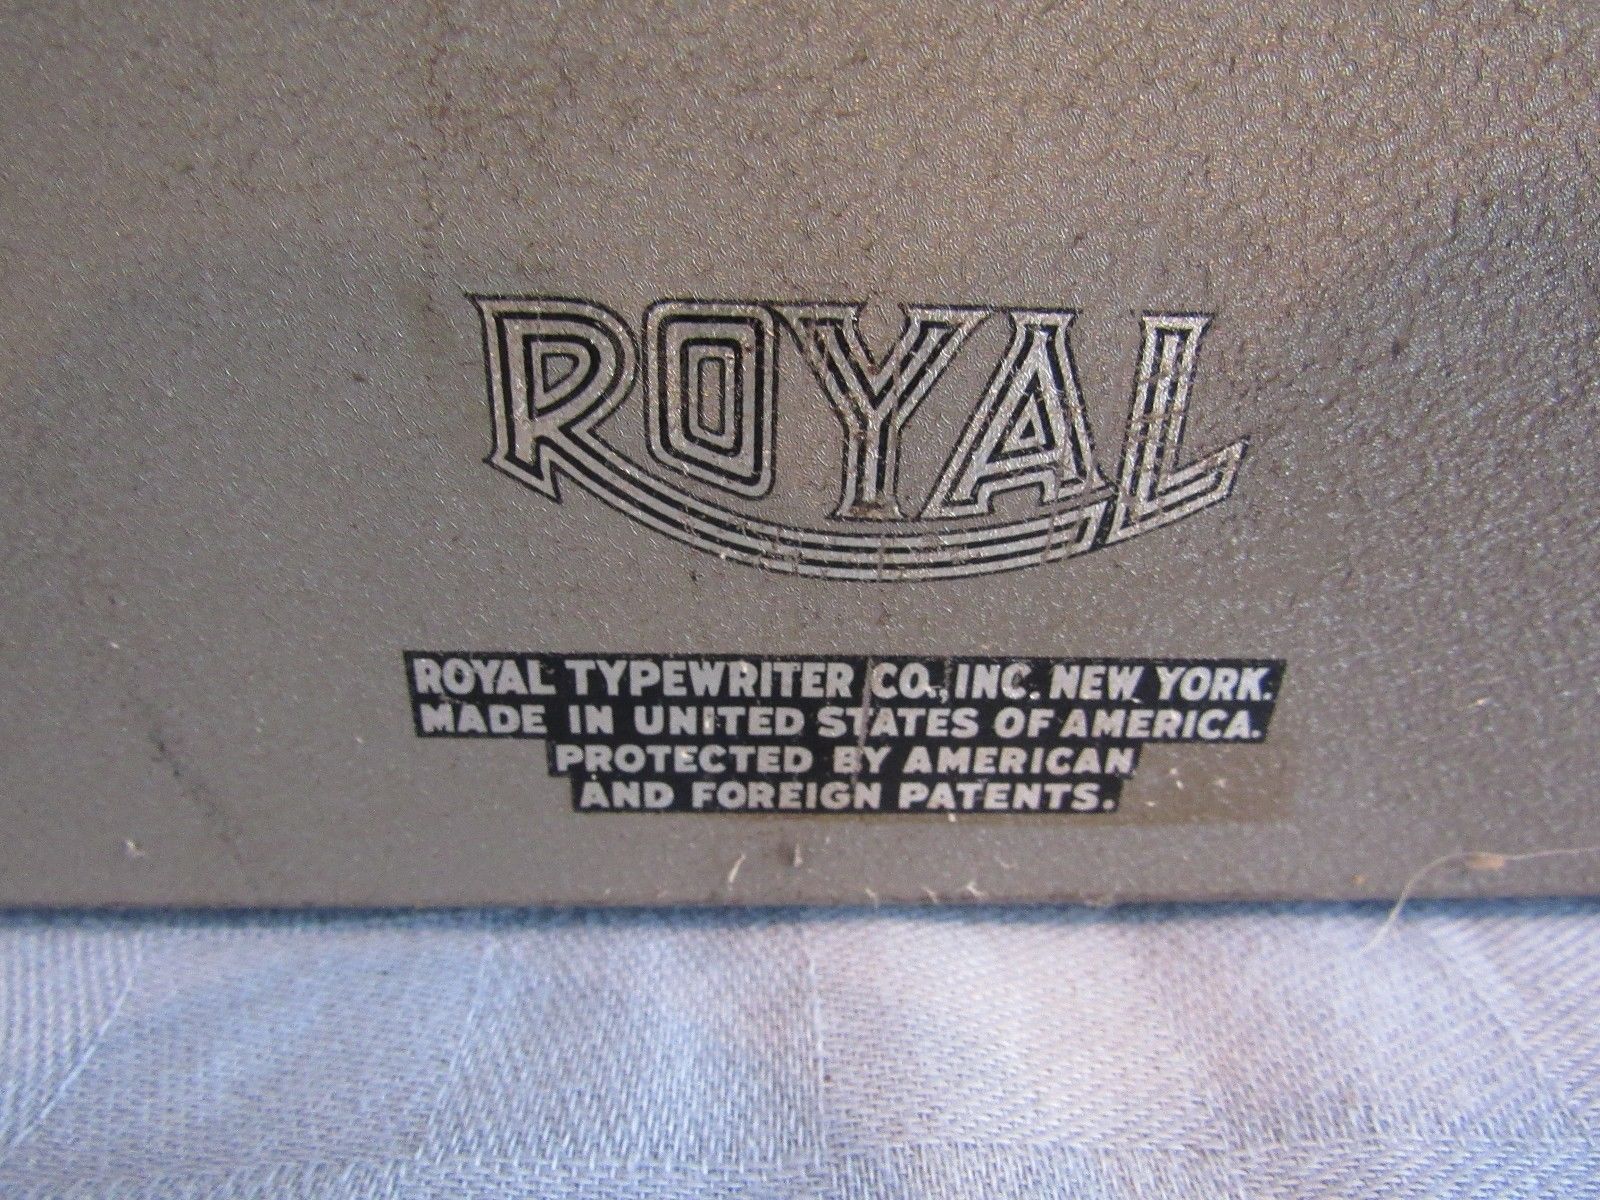 ROYAL
ROYAL TYPEWRITER CO., INC. NEW YORK.
MADE IN UNITED STATES OF AMERICA.
PROTECTED BY AMERICAN
AND FOREIGN PATENTS.